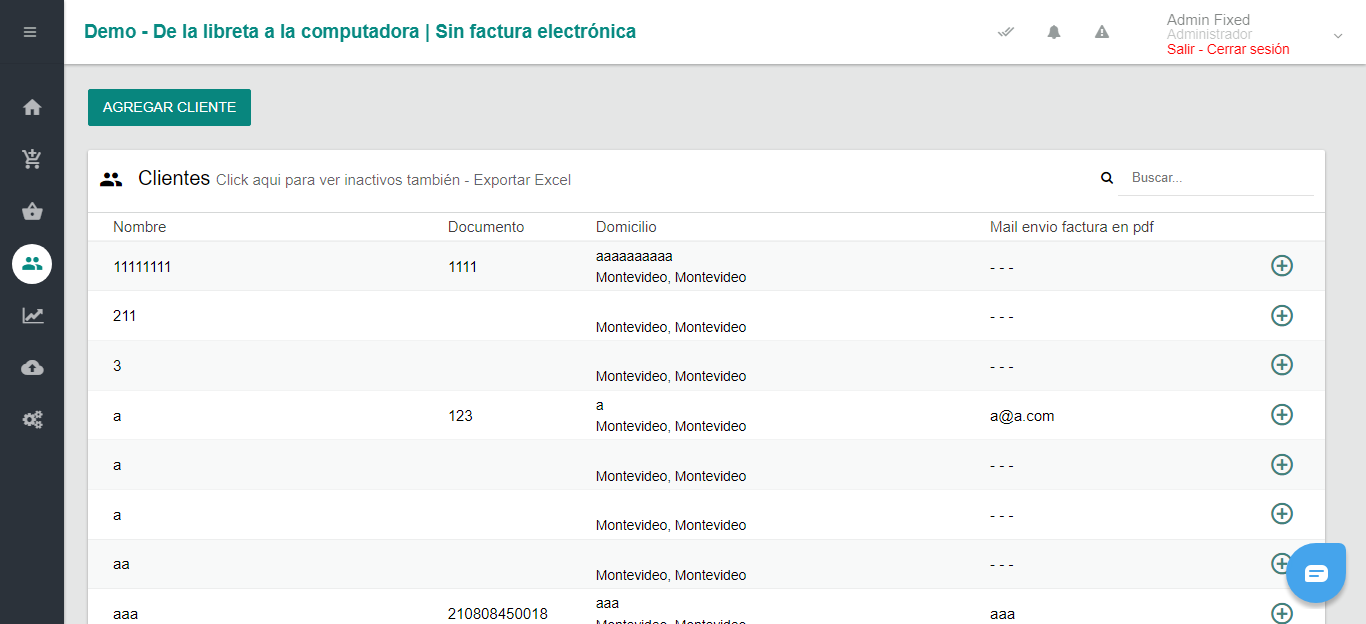 Demo - De la libreta a la computadora | Sin factura electrónica
Admin Fixed
Administrador
Salir - Cerrar sesión
AGREGAR CLIENTE
Clientes Click aqui para ver inactivos también - Exportar Excel
Buscar...
Nombre Documento Domicilio Mail envio factura en pdf
11111111 1111 aaaaaaaaaa - - -
Montevideo, Montevideo
211 - - -
Montevideo, Montevideo
3 - - -
Montevideo, Montevideo
a 123 a a@a.com
Montevideo, Montevideo
a - - -
Montevideo, Montevideo
a - - -
Montevideo, Montevideo
aa - - -
Montevideo, Montevideo
aaa 210808450018 aaa aaa
Montevideo, Montevideo